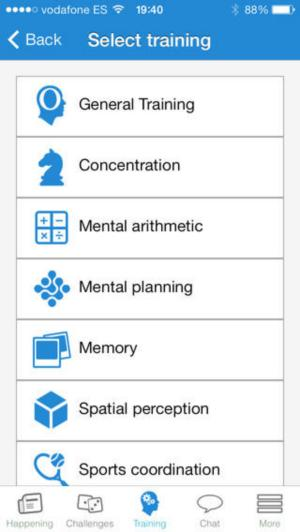 vodafone ES 19:40 88%
Back Select training
General Training
Concentration
Mental arithmetic
Mental planning
Memory
Spatial perception
Sports coordination
Happening Challenges Training Chat More